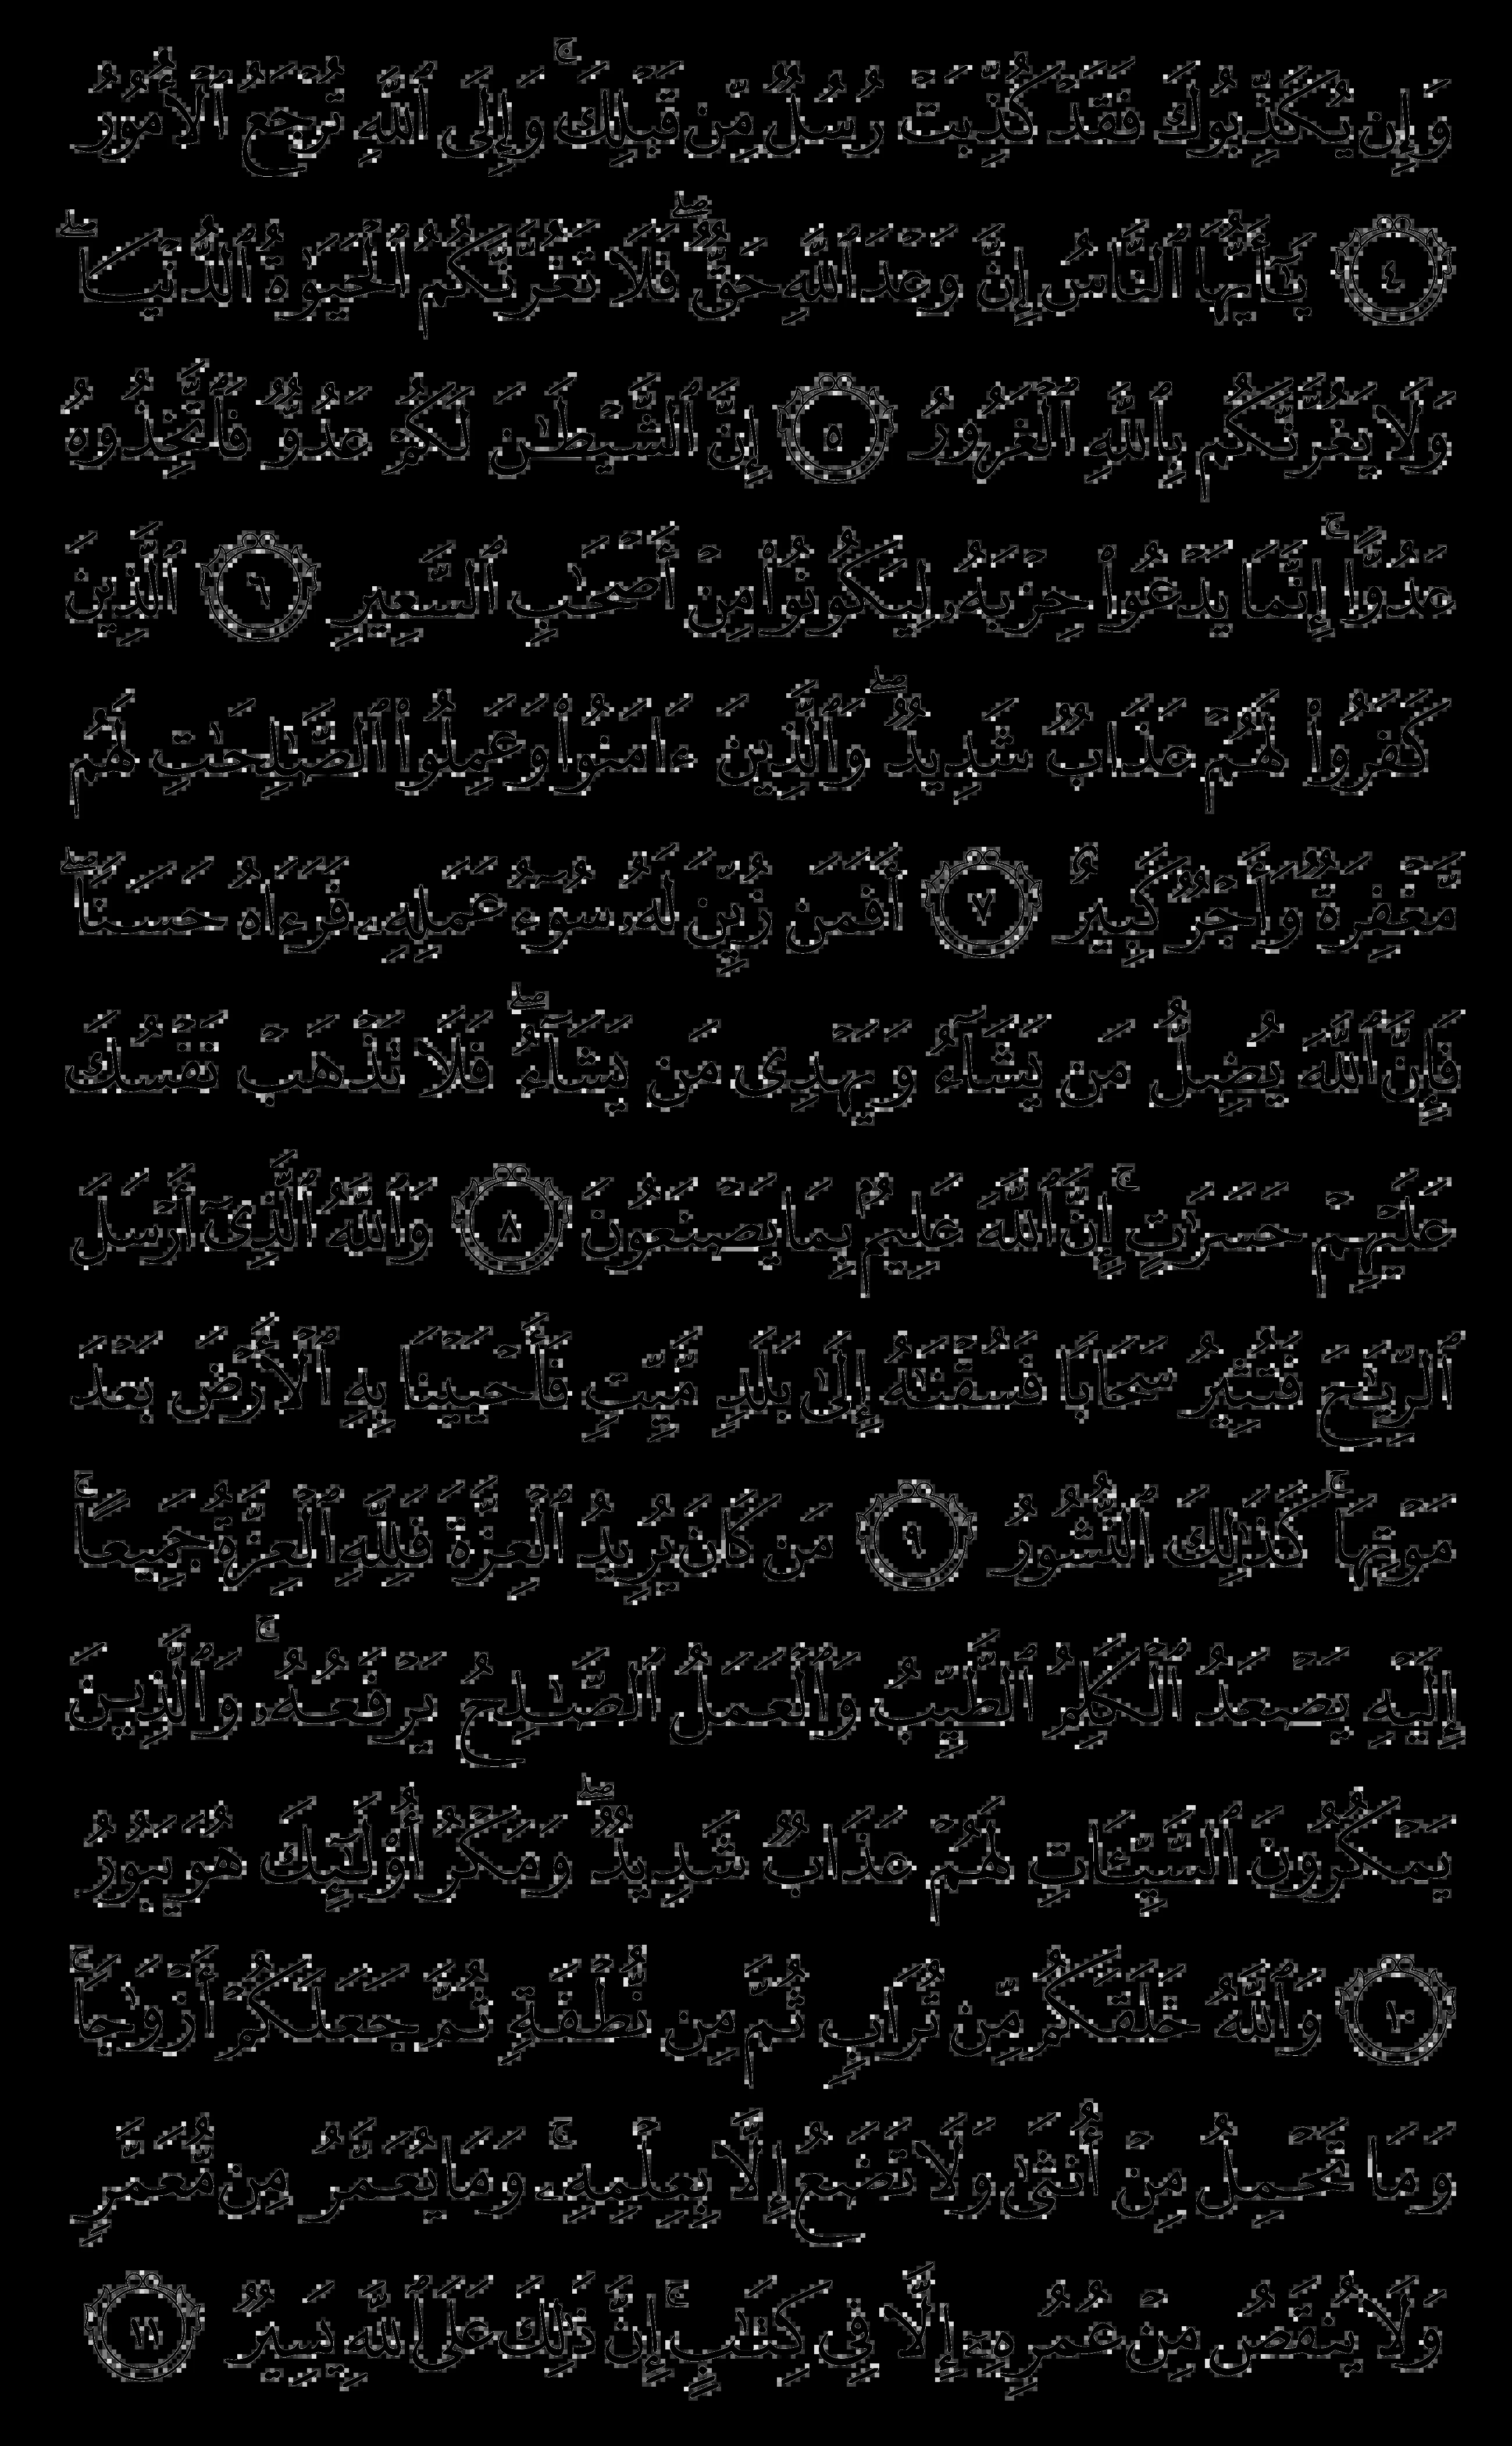 وَإِن يُكَذِّبُوكَ فَقَدْ كُذِّبَتْ رُسُلٌ مِّن قَبْلِكَ ۚ وَإِلَى ٱللَّهِ تُرْجَعُ ٱلْأُمُورُ
٤ يَـٰٓأَيُّهَا ٱلنَّاسُ إِنَّ وَعْدَ ٱللَّهِ حَقٌّ ۖ فَلَا تَغُرَّنَّكُمُ ٱلْحَيَوٰةُ ٱلدُّنْيَا ۖ
وَلَا يَغُرَّنَّكُم بِٱللَّهِ ٱلْغَرُورُ ٥ إِنَّ ٱلشَّيْطَـٰنَ لَكُمْ عَدُوٌّ فَٱتَّخِذُوهُ
عَدُوًّا ۚ إِنَّمَا يَدْعُوا۟ حِزْبَهُۥ لِيَكُونُوا۟ مِنْ أَصْحَـٰبِ ٱلسَّعِيرِ ٦ ٱلَّذِينَ
كَفَرُوا۟ لَهُمْ عَذَابٌ شَدِيدٌ ۖ وَٱلَّذِينَ ءَامَنُوا۟ وَعَمِلُوا۟ ٱلصَّـٰلِحَـٰتِ لَهُم
مَّغْفِرَةٌ وَأَجْرٌ كَبِيرٌ ٧ أَفَمَن زُيِّنَ لَهُۥ سُوٓءُ عَمَلِهِۦ فَرَءَاهُ حَسَنًا ۖ
فَإِنَّ ٱللَّهَ يُضِلُّ مَن يَشَآءُ وَيَهْدِى مَن يَشَآءُ ۖ فَلَا تَذْهَبْ نَفْسُكَ
عَلَيْهِمْ حَسَرَٰتٍ ۚ إِنَّ ٱللَّهَ عَلِيمٌۢ بِمَا يَصْنَعُونَ ٨ وَٱللَّهُ ٱلَّذِىٓ أَرْسَلَ
ٱلرِّيَـٰحَ فَتُثِيرُ سَحَابًا فَسُقْنَـٰهُ إِلَىٰ بَلَدٍ مَّيِّتٍ فَأَحْيَيْنَا بِهِ ٱلْأَرْضَ بَعْدَ
مَوْتِهَا ۚ كَذَٰلِكَ ٱلنُّشُورُ ٩ مَن كَانَ يُرِيدُ ٱلْعِزَّةَ فَلِلَّهِ ٱلْعِزَّةُ جَمِيعًا ۚ
إِلَيْهِ يَصْعَدُ ٱلْكَلِمُ ٱلطَّيِّبُ وَٱلْعَمَلُ ٱلصَّـٰلِحُ يَرْفَعُهُۥ ۚ وَٱلَّذِينَ
يَمْكُرُونَ ٱلسَّيِّـَٔاتِ لَهُمْ عَذَابٌ شَدِيدٌ ۖ وَمَكْرُ أُو۟لَـٰٓئِكَ هُوَ يَبُورُ
١٠ وَٱللَّهُ خَلَقَكُم مِّن تُرَابٍ ثُمَّ مِن نُّطْفَةٍ ثُمَّ جَعَلَكُمْ أَزْوَٰجًا ۚ
وَمَا تَحْمِلُ مِنْ أُنثَىٰ وَلَا تَضَعُ إِلَّا بِعِلْمِهِۦ ۚ وَمَا يُعَمَّرُ مِن مُّعَمَّرٍ
وَلَا يُنقَصُ مِنْ عُمُرِهِۦٓ إِلَّا فِى كِتَـٰبٍ ۚ إِنَّ ذَٰلِكَ عَلَى ٱللَّهِ يَسِيرٌ ١١